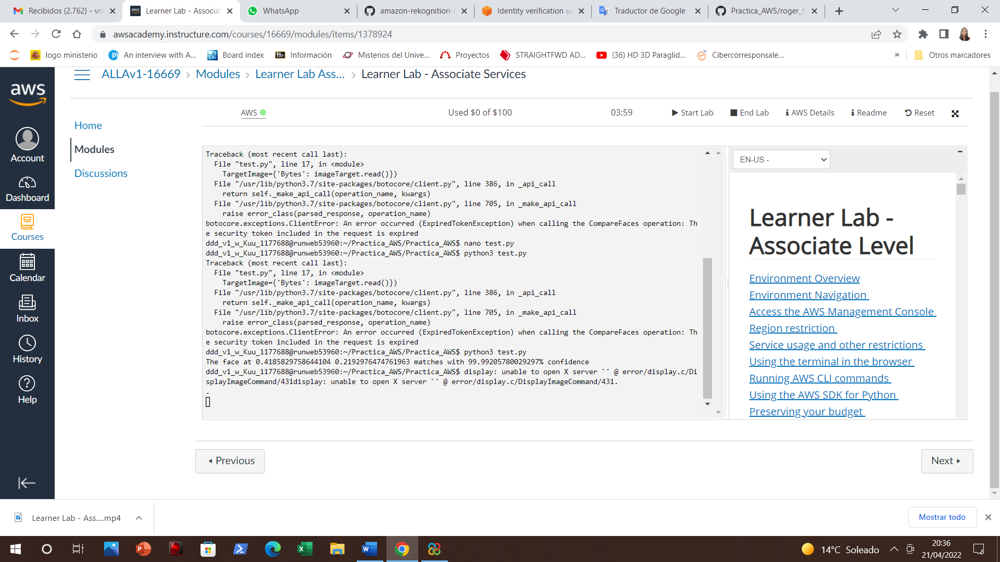 Recibidos (2.762) - vnl
Learner Lab - Associat
WhatsApp
amazon-rekognition-c
Identity verification us
Traductor de Google
Practica_AWS/roger_f
awsacademy.instructure.com/courses/16669/modules/items/1378924
logo ministerio
An interview with A...
Board index
Bb Información
Misterios del Unive...
Proyectos
STRAIGHTFWD AD...
(36) HD 3D Paraglid...
Cibercorresponsale...
»
Otros marcadores
aws
ALLAv1-16669 > Modules > Learner Lab Ass... > Learner Lab - Associate Services
Account
Dashboard
Courses
Calendar
Inbox
History
Help
Home
Modules
Discussions
AWS
Used $0 of $100
03:59
Start Lab
End Lab
AWS Details
Readme
Reset
Traceback (most recent call last):
File "test.py", line 17, in <module>
TargetImage={'Bytes': imageTarget.read()})
File "/usr/lib/python3.7/site-packages/botocore/client.py", line 386, in _api_call
return self._make_api_call(operation_name, kwargs)
File "/usr/lib/python3.7/site-packages/botocore/client.py", line 705, in _make_api_call
raise error_class(parsed_response, operation_name)
botocore.exceptions.ClientError: An error occurred (ExpiredTokenException) when calling the CompareFaces operation: Th
e security token included in the request is expired
ddd_v1_w_Kuu_1177688@runweb53960:~/Practica_AWS/Practica_AWS$ nano test.py
ddd_v1_w_Kuu_1177688@runweb53960:~/Practica_AWS/Practica_AWS$ python3 test.py
Traceback (most recent call last):
File "test.py", line 17, in <module>
TargetImage={'Bytes': imageTarget.read()})
File "/usr/lib/python3.7/site-packages/botocore/client.py", line 386, in _api_call
return self._make_api_call(operation_name, kwargs)
File "/usr/lib/python3.7/site-packages/botocore/client.py", line 705, in _make_api_call
raise error_class(parsed_response, operation_name)
botocore.exceptions.ClientError: An error occurred (ExpiredTokenException) when calling the CompareFaces operation: Th
e security token included in the request is expired
ddd_v1_w_Kuu_1177688@runweb53960:~/Practica_AWS/Practica_AWS$ python3 test.py
The face at 0.4185829758644104 0.2192976474761963 matches with 99.99205780029297% confidence
ddd_v1_w_Kuu_1177688@runweb53960:~/Practica_AWS/Practica_AWS$ display: unable to open X server `' @ error/display.c/Di
splayImageCommand/431display: unable to open X server `' @ error/display.c/DisplayImageCommand/431.
.
EN-US -
Learner Lab -
Associate Level
Environment Overview
Environment Navigation
Access the AWS Management Console
Region restriction
Service usage and other restrictions
Using the terminal in the browser
Running AWS CLI commands
Using the AWS SDK for Python
Preserving your budget
Previous
Next
Learner Lab - Ass....mp4
Mostrar todo
14°C Soleado
20:36
21/04/2022